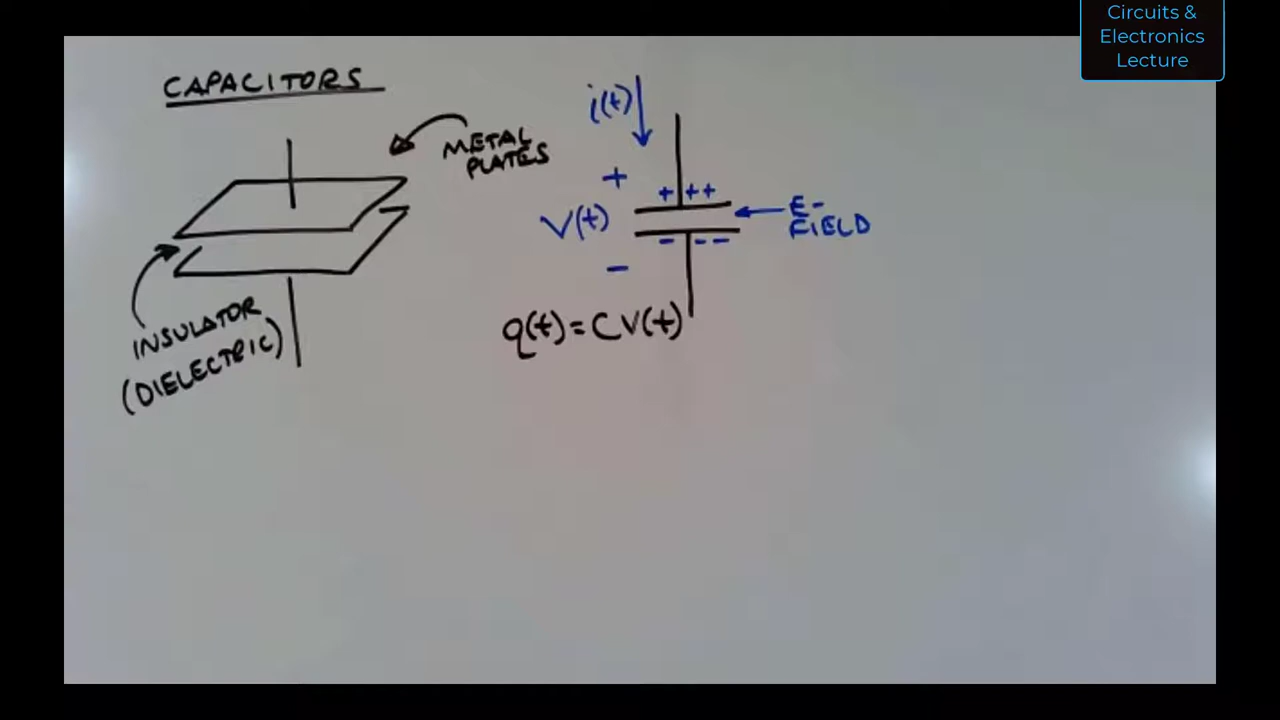 Circuits &
Electronics
Lecture
CAPACITORS
METAL
PLATES
INSULATOR
(DIELECTRIC)
i(t)
+
+ ++
V(t)
E-
FIELD
- --
-
q(t) = CV(t)